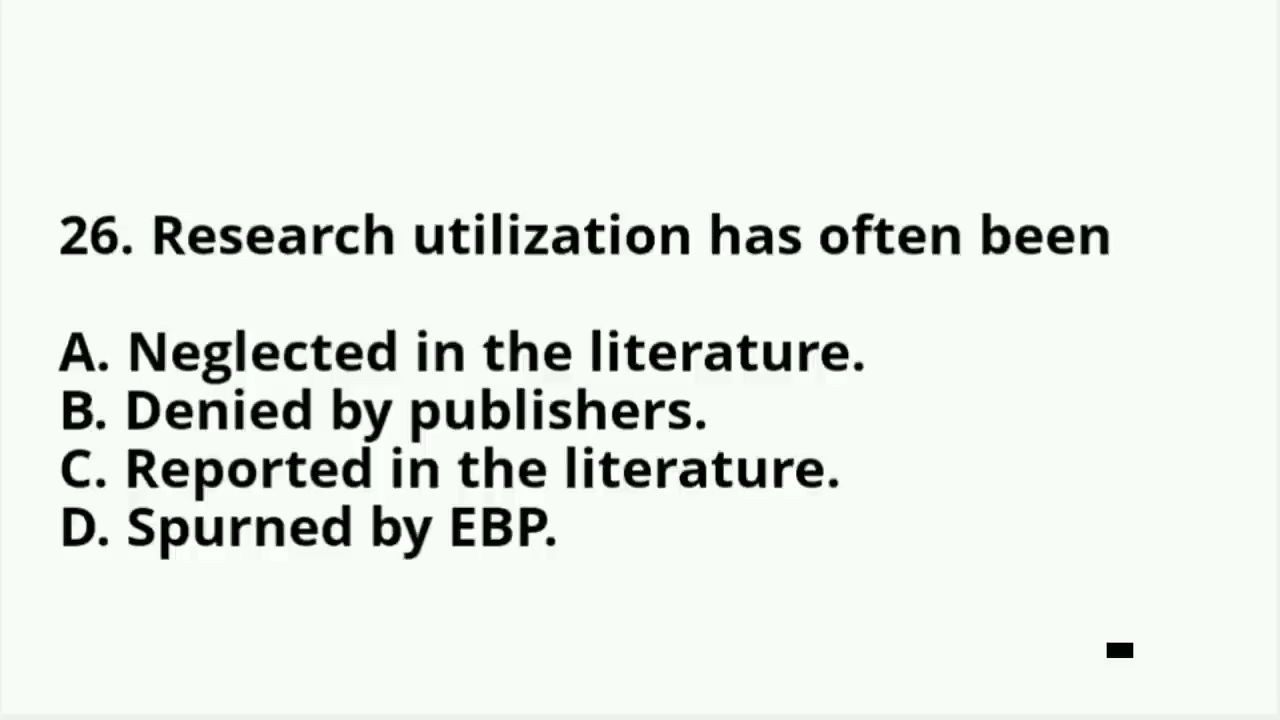 26. Research utilization has often been
A. Neglected in the literature.
B. Denied by publishers.
C. Reported in the literature.
D. Spurned by EBP.